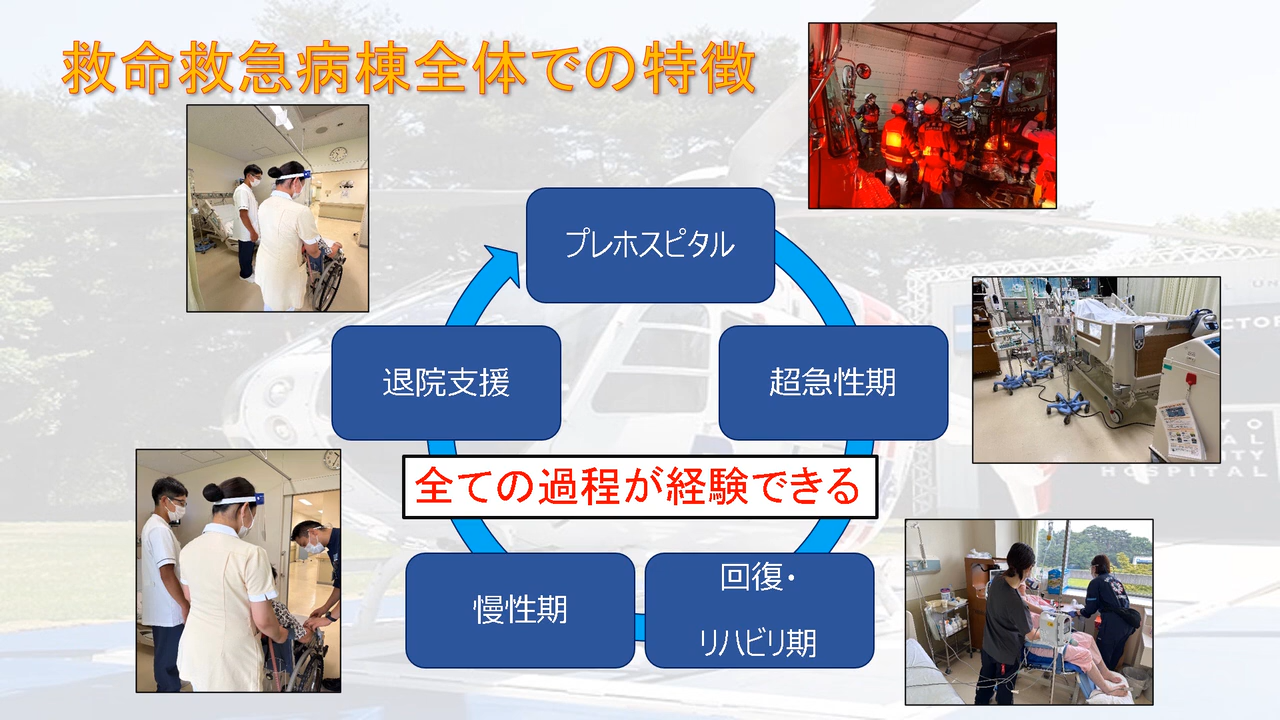 救命救急病棟全体での特徴
プレホスピタル
退院支援
超急性期
全ての過程が経験できる
慢性期
回復・
リハビリ期
HOSPITAL